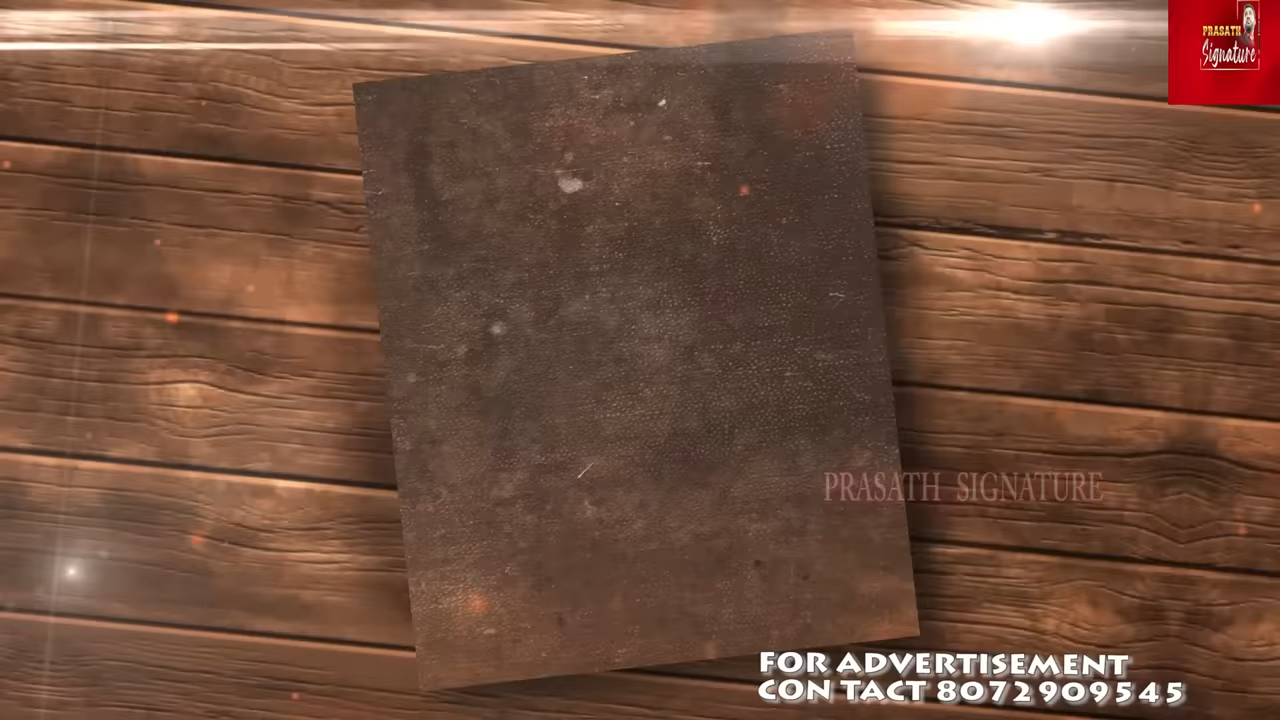 PRASATH
Signature
PRASATH SIGNATURE
FOR ADVERTISEMENT
CON TACT 8072909545